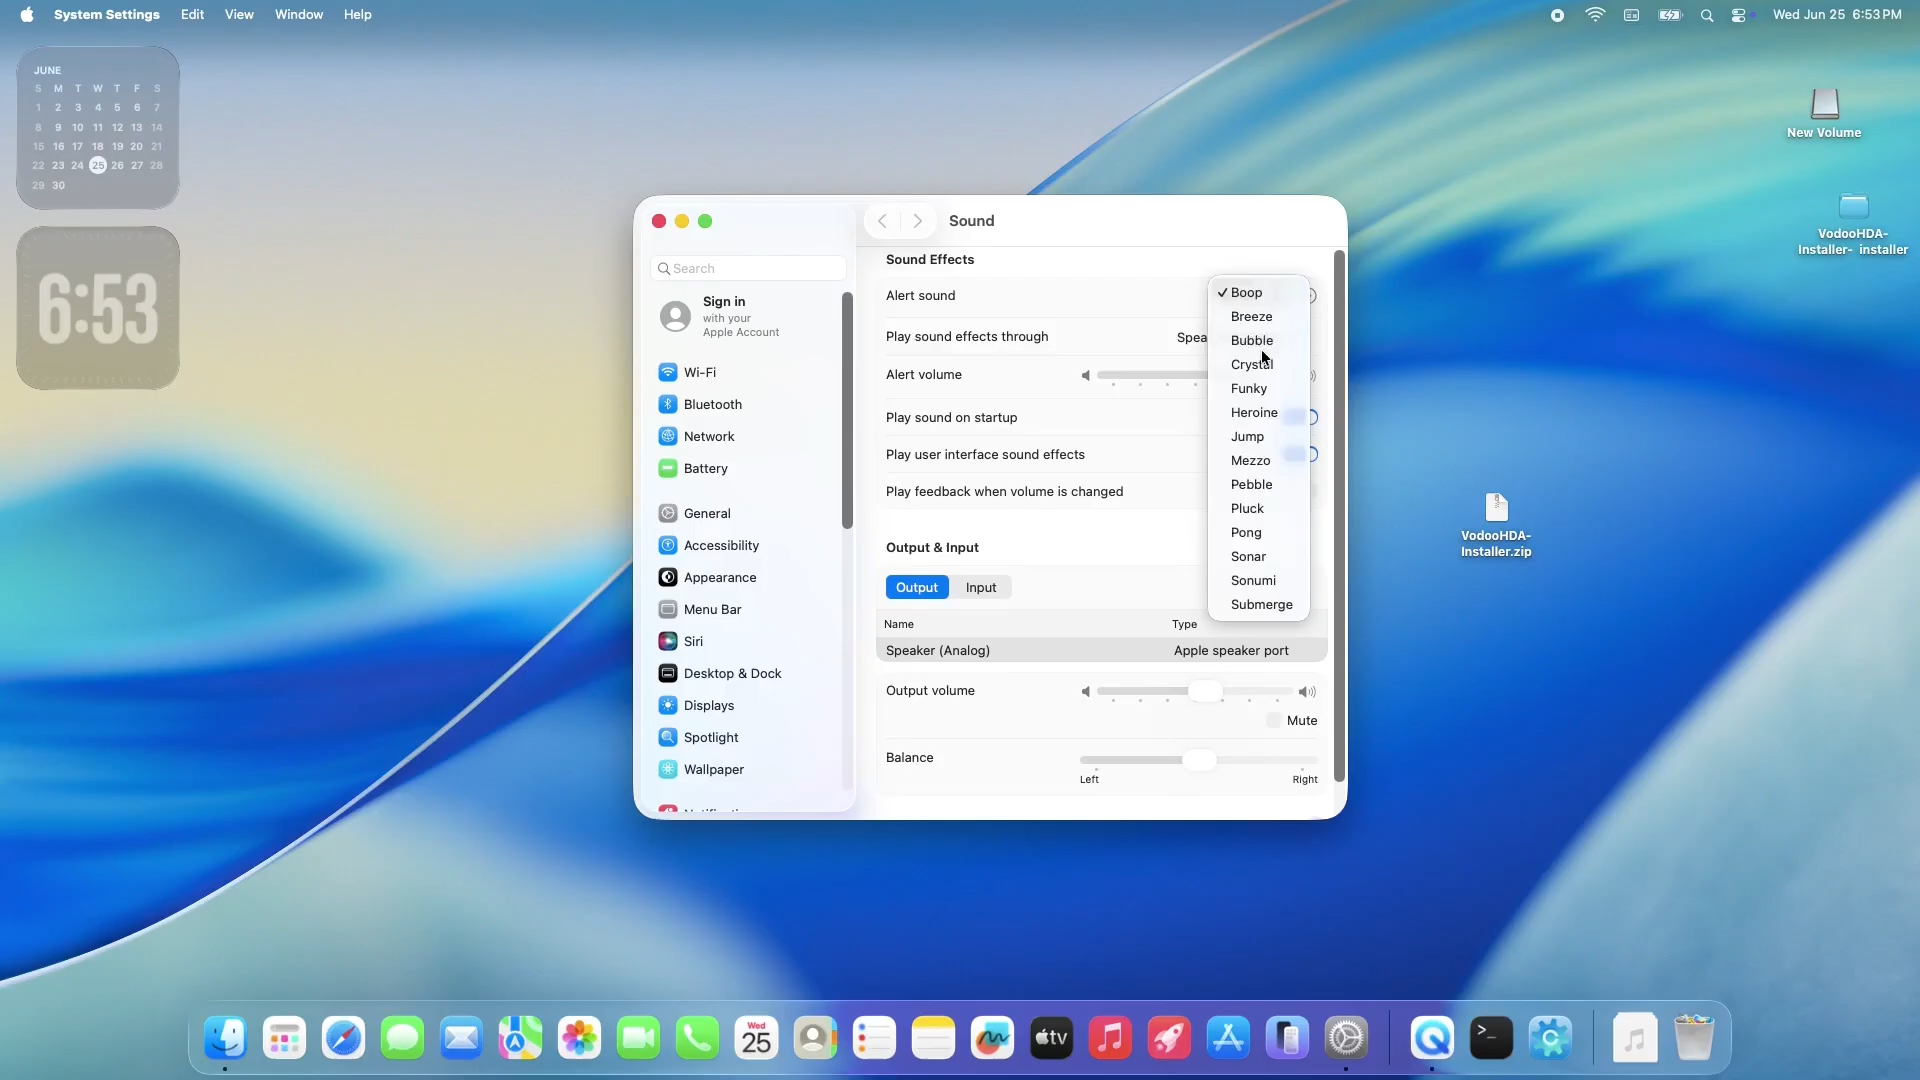 System Settings Edit View Window Help
Wed Jun 25 6:53 PM
JUNE
S M T W T F S
1 2 3 4 5 6 7
8 9 10 11 12 13 14
15 16 17 18 19 20 21
22 23 24 25 26 27 28
29 30
6:53
New Volume
VodooHDA-
Installer- installer
VodooHDA-
Installer.zip
Search
Sign in
with your
Apple Account
Wi-Fi
Bluetooth
Network
Battery
General
Accessibility
Appearance
Menu Bar
Siri
Desktop & Dock
Displays
Spotlight
Wallpaper
Sound
Sound Effects
Alert sound
Play sound effects through
Spea
Alert volume
Play sound on startup
Play user interface sound effects
Play feedback when volume is changed
✓ Boop
Breeze
Bubble
Crystal
Funky
Heroine
Jump
Mezzo
Pebble
Pluck
Pong
Sonar
Sonumi
Submerge
Output & Input
Output Input
Name Type
Speaker (Analog) Apple speaker port
Output volume
Mute
Balance
Left Right
Wed
25
tv